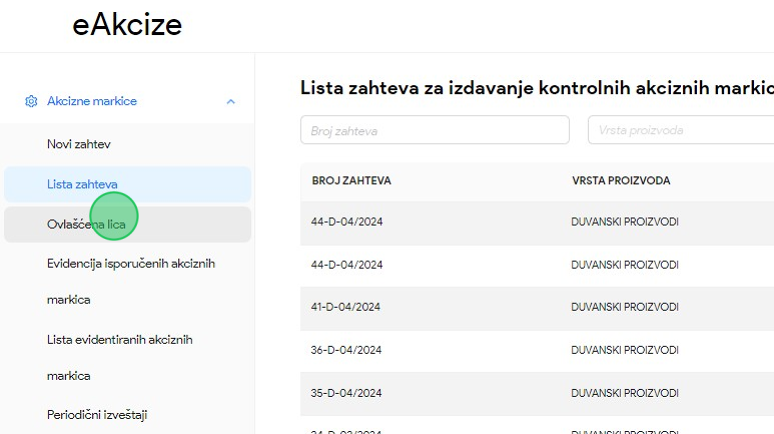 eAkcize
Akcizne markice
Novi zahtev
Lista zahteva
Ovlašćena lica
Evidencija isporučenih akciznih
markica
Lista evidentiranih akciznih
markica
Periodični izveštaji
Lista zahteva za izdavanje kontrolnih akciznih markic
Broj zahteva
Vrsta proizvoda
BROJ ZAHTEVA VRSTA PROIZVODA
44-D-04/2024 DUVANSKI PROIZVODI
44-D-04/2024 DUVANSKI PROIZVODI
41-D-04/2024 DUVANSKI PROIZVODI
36-D-04/2024 DUVANSKI PROIZVODI
35-D-04/2024 DUVANSKI PROIZVODI